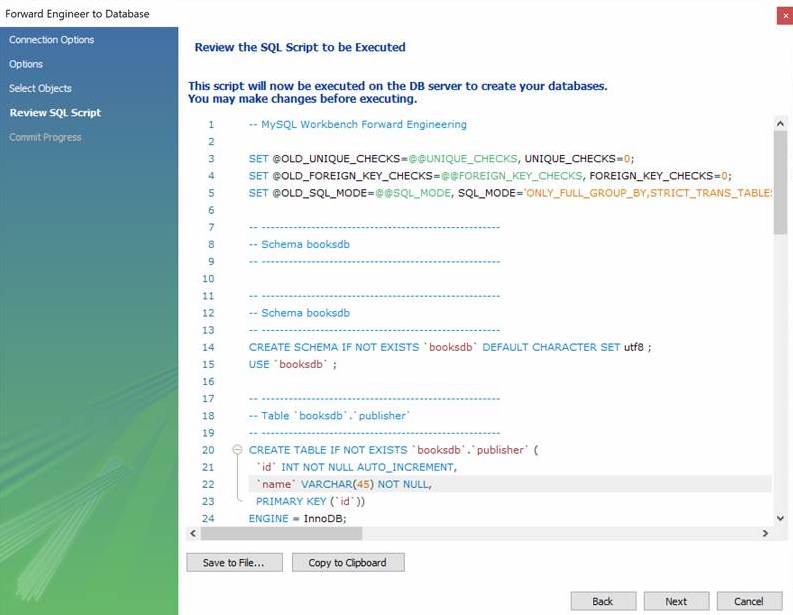 Forward Engineer to Database
Connection Options
Options
Select Objects
Review SQL Script
Commit Progress
Review the SQL Script to be Executed
This script will now be executed on the DB server to create your databases.
You may make changes before executing.
1 -- MySQL Workbench Forward Engineering
2
3 SET @OLD_UNIQUE_CHECKS=@@UNIQUE_CHECKS, UNIQUE_CHECKS=0;
4 SET @OLD_FOREIGN_KEY_CHECKS=@@FOREIGN_KEY_CHECKS, FOREIGN_KEY_CHECKS=0;
5 SET @OLD_SQL_MODE=@@SQL_MODE, SQL_MODE='ONLY_FULL_GROUP_BY,STRICT_TRANS_TABLES
6
7 -- -----------------------------------------------------
8 -- Schema booksdb
9 -- -----------------------------------------------------
10
11 -- -----------------------------------------------------
12 -- Schema booksdb
13 -- -----------------------------------------------------
14 CREATE SCHEMA IF NOT EXISTS `booksdb` DEFAULT CHARACTER SET utf8 ;
15 USE `booksdb` ;
16
17 -- -----------------------------------------------------
18 -- Table `booksdb`.`publisher`
19 -- -----------------------------------------------------
20 CREATE TABLE IF NOT EXISTS `booksdb`.`publisher` (
21 `id` INT NOT NULL AUTO_INCREMENT,
22 `name` VARCHAR(45) NOT NULL,
23 PRIMARY KEY (`id`))
24 ENGINE = InnoDB;
Save to File... Copy to Clipboard
Back Next Cancel